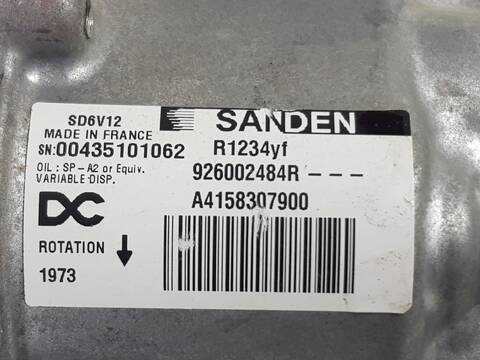 SD6V12
MADE IN FRANCE
SN:00435101062
OIL : SP - A2 or Equiv.
VARIABLE DISP.
DC
ROTATION ↓
1973
SANDEN
R1234yf
926002484R - - -
A4158307900